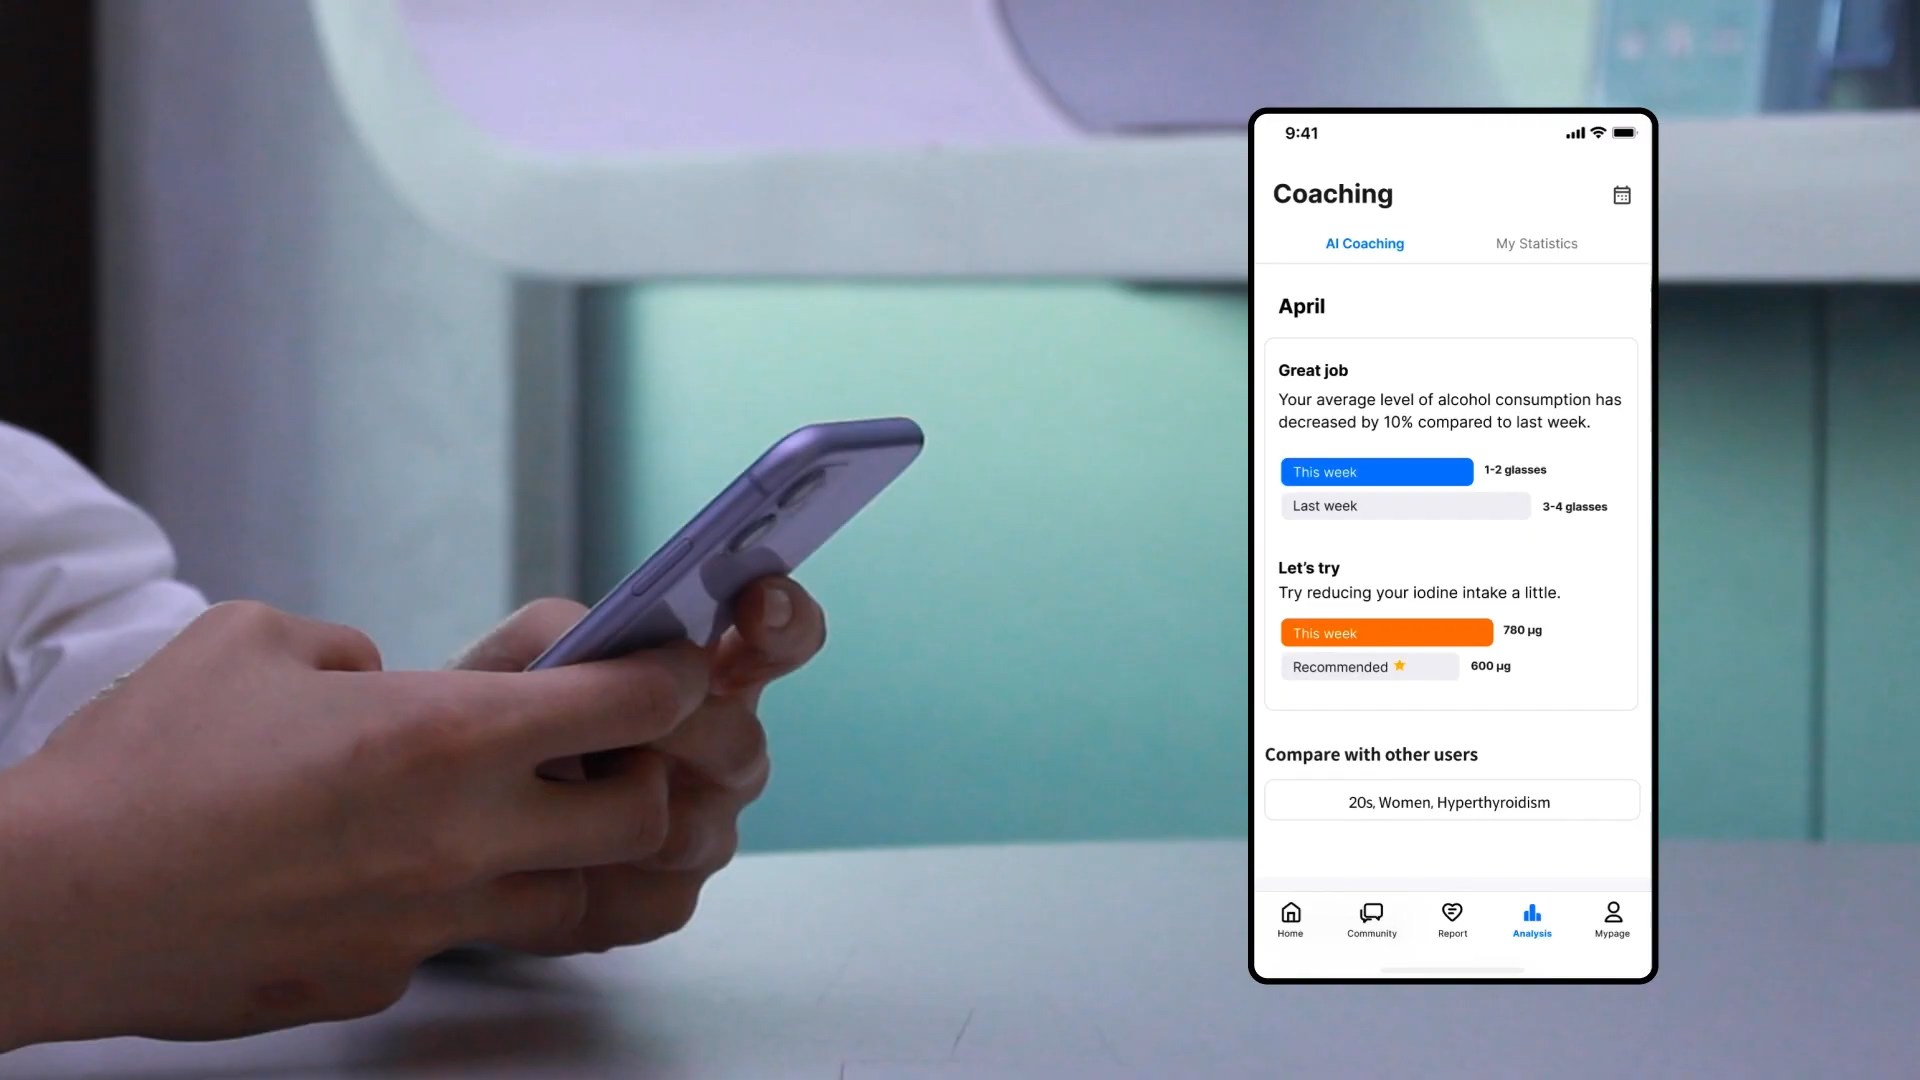 9:41
Coaching
AI Coaching
My Statistics
April
Great job
Your average level of alcohol consumption has
decreased by 10% compared to last week.
This week 1-2 glasses
Last week 3-4 glasses
Let’s try
Try reducing your iodine intake a little.
This week 780 µg
Recommended 600 µg
Compare with other users
20s, Women, Hyperthyroidism
Home
Community
Report
Analysis
Mypage